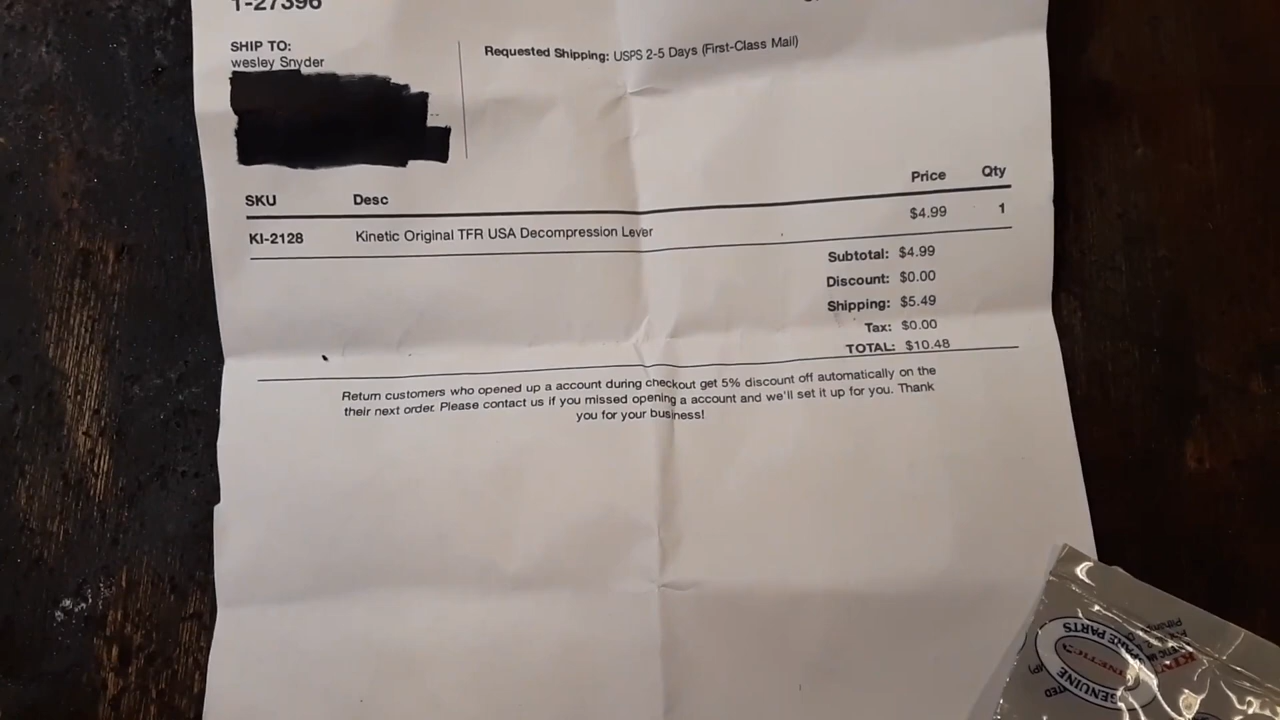 1-27396
SHIP TO:
wesley Snyder
Requested Shipping: USPS 2-5 Days (First-Class Mail)
SKU Desc Price Qty
KI-2128 Kinetic Original TFR USA Decompression Lever $4.99 1
Subtotal: $4.99
Discount: $0.00
Shipping: $5.49
Tax: $0.00
TOTAL: $10.48
Return customers who opened up a account during checkout get 5% discount off automatically on the
their next order. Please contact us if you missed opening a account and we'll set it up for you. Thank
you for your business!
GENUINE
SPARE PARTS